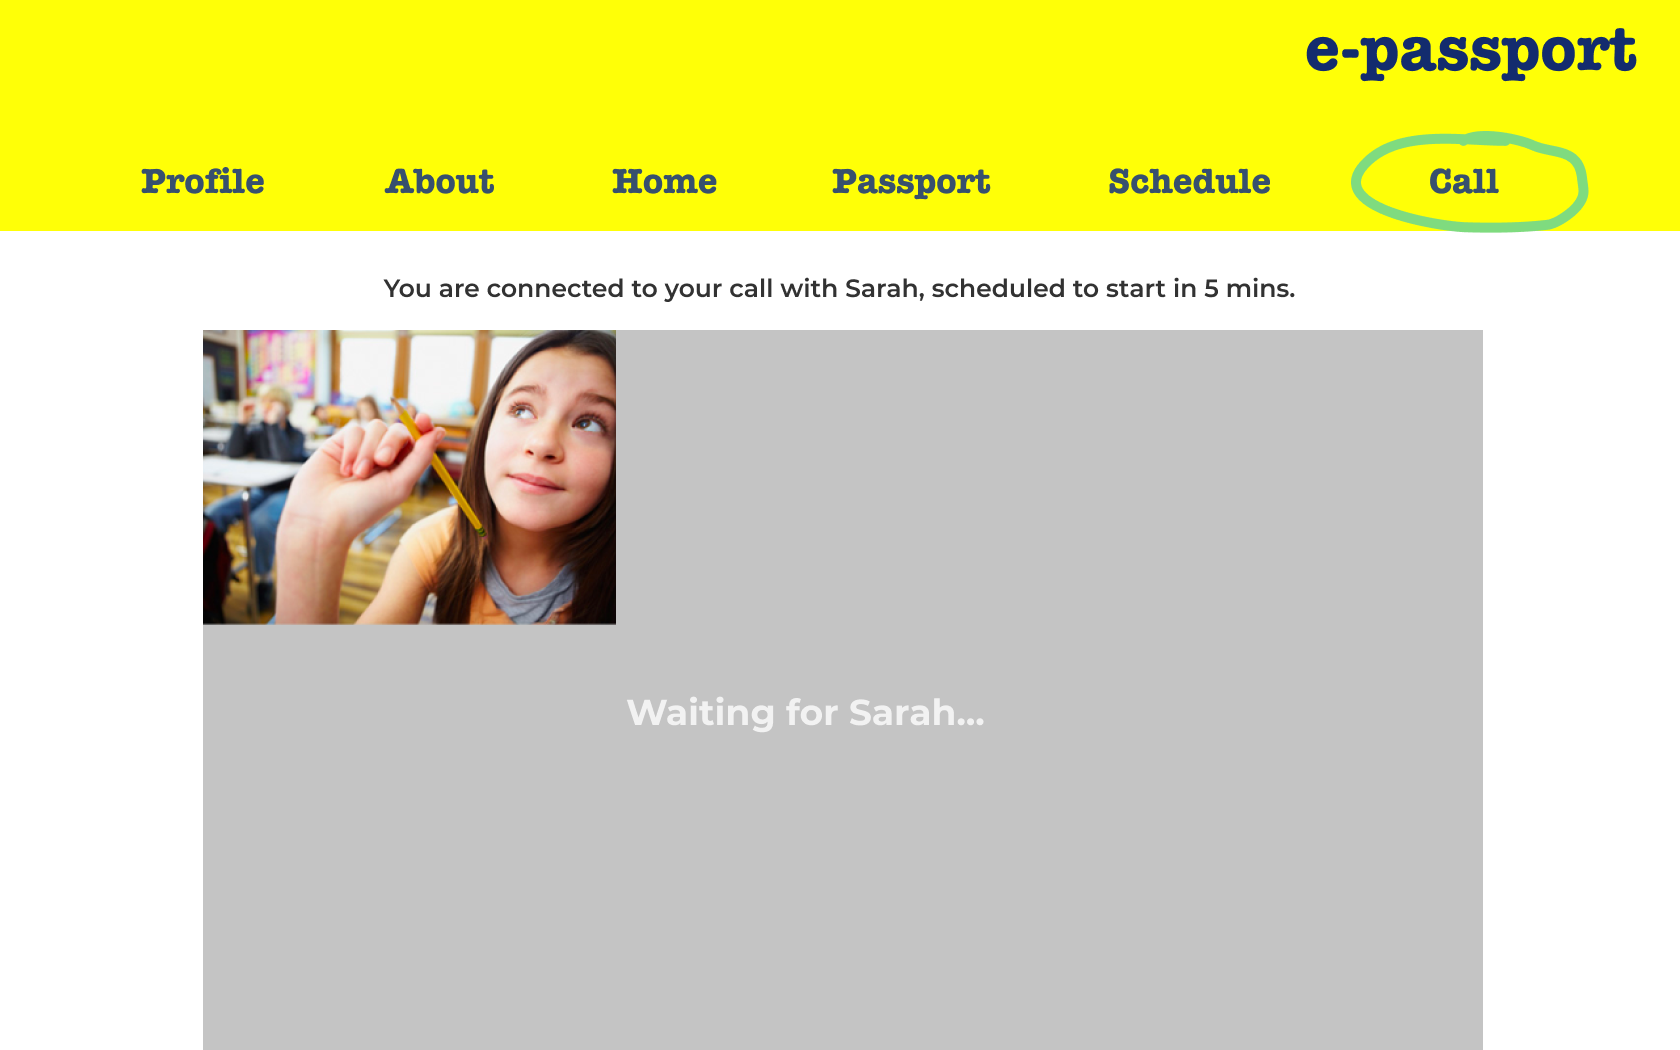 e-passport
Profile About Home Passport Schedule Call
You are connected to your call with Sarah, scheduled to start in 5 mins.
Waiting for Sarah...